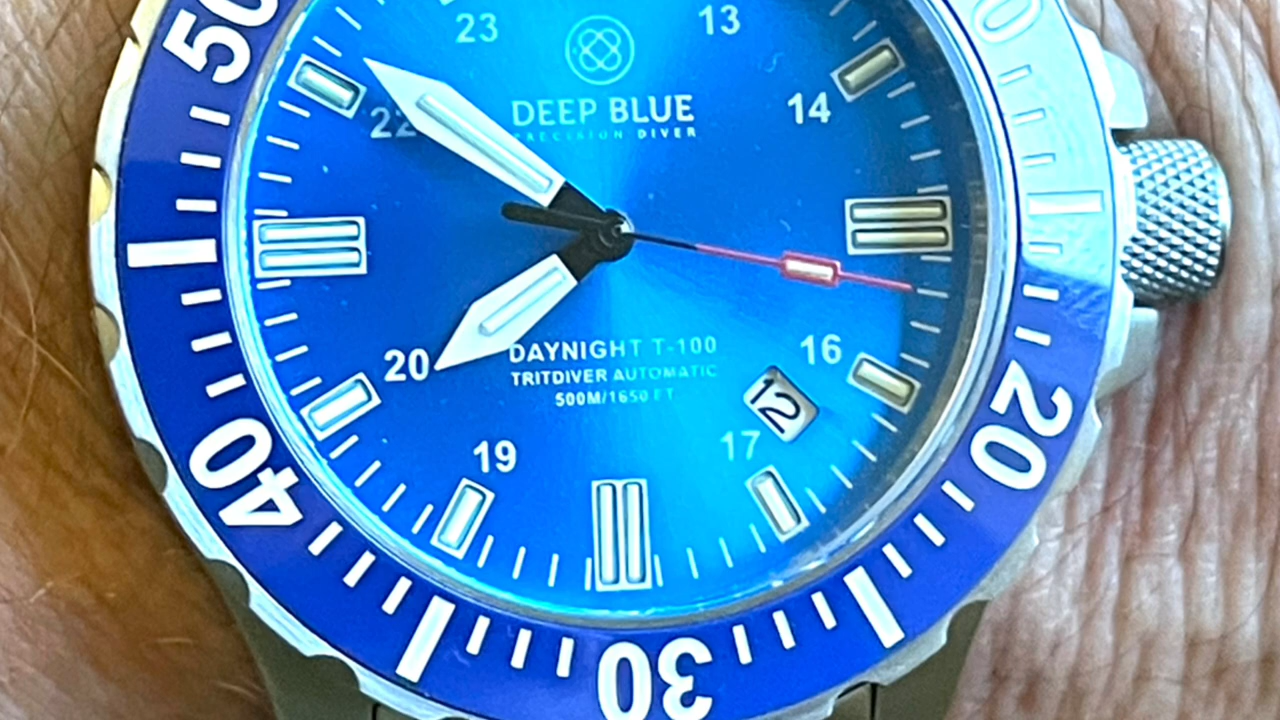 50
23
13
DEEP BLUE
PRECISION DIVER
22
14
20
DAYNIGHT T-100
TRITDIVER AUTOMATIC
500M/1650 FT
16
12
19
17
20
40
30